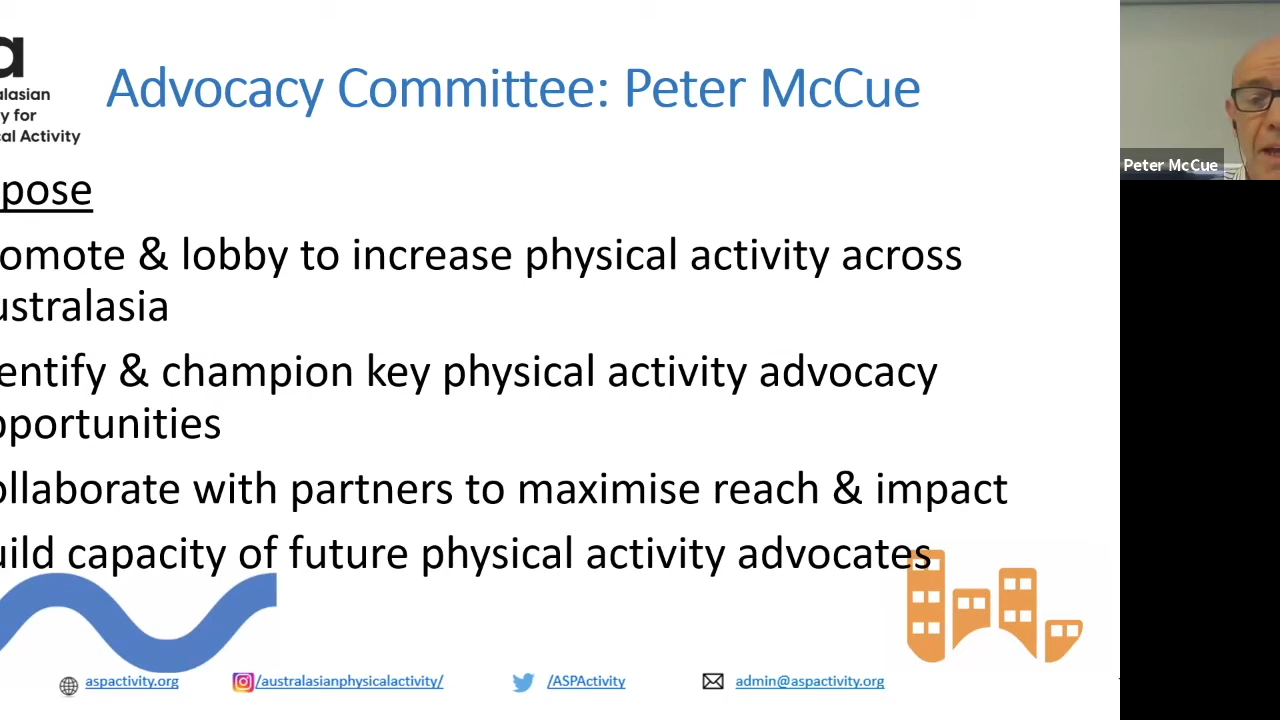 a
alasian
y for
cal Activity
Advocacy Committee: Peter McCue
pose
omote & lobby to increase physical activity across
ustralasia
entify & champion key physical activity advocacy
pportunities
ollaborate with partners to maximise reach & impact
uild capacity of future physical activity advocates
aspactivity.org
/australasianphysicalactivity/
/ASPActivity
admin@aspactivity.org
Peter McCue